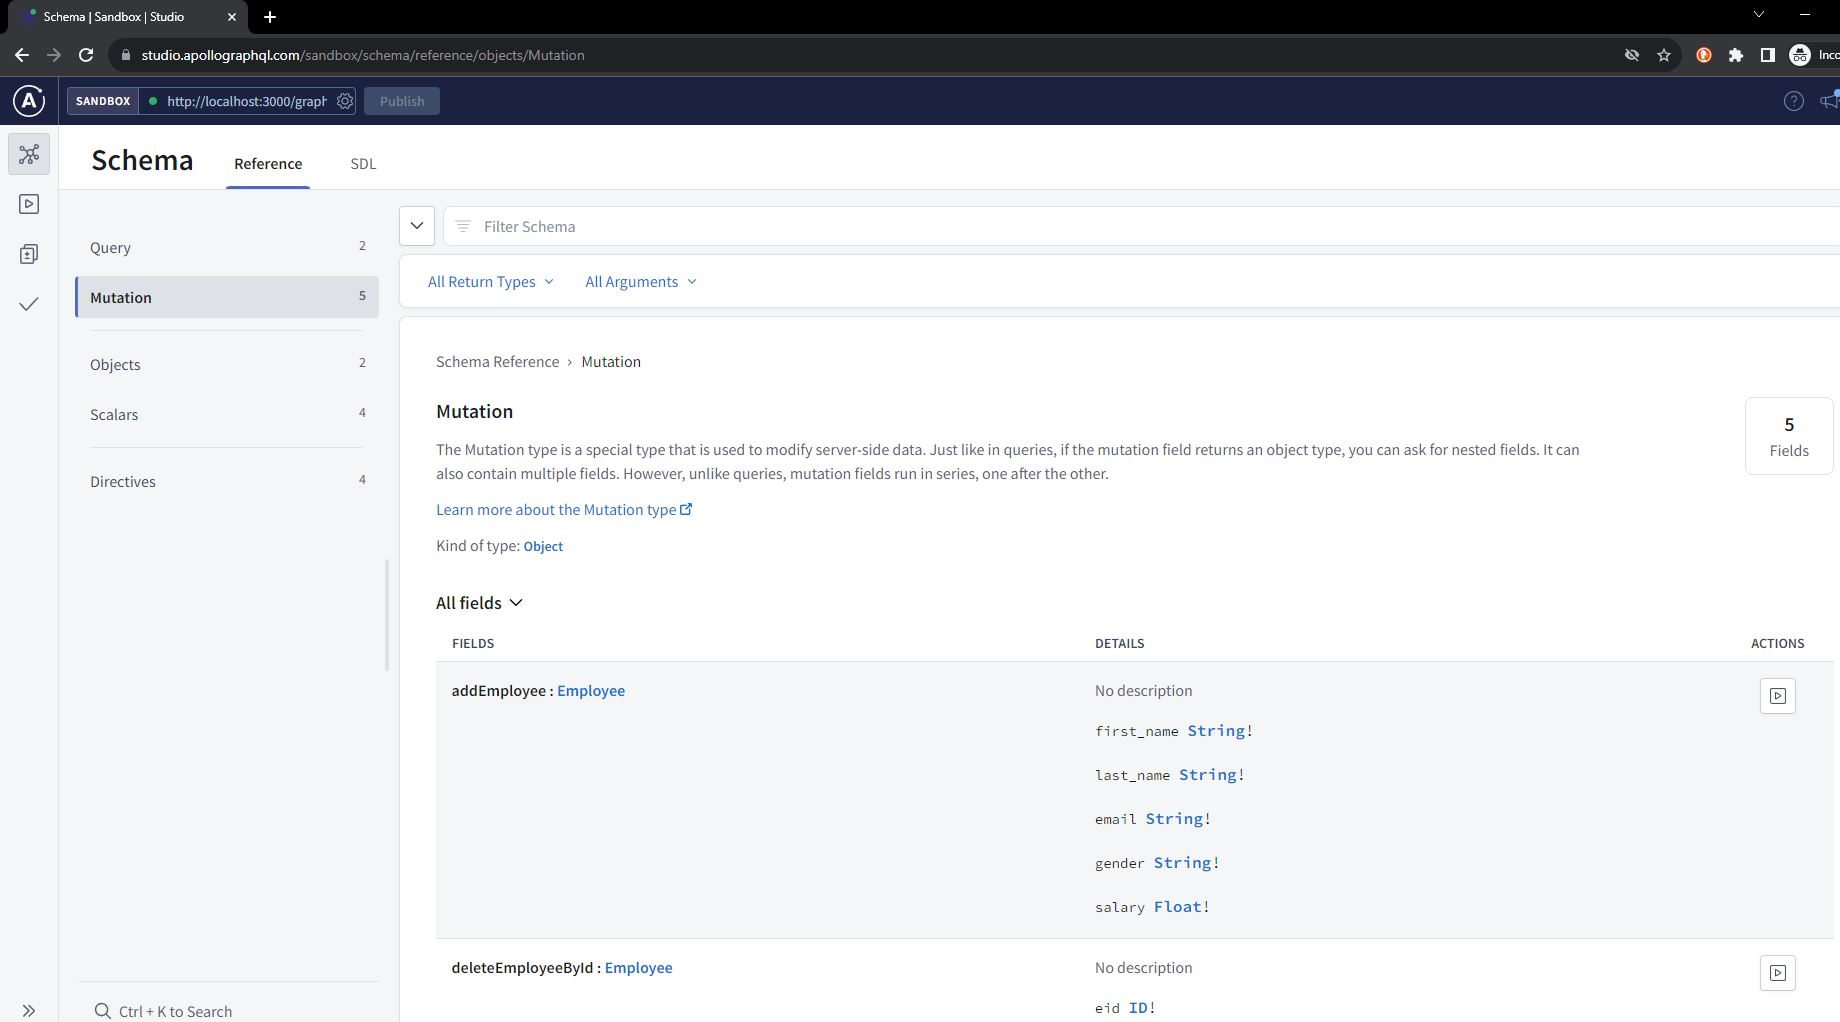 Schema | Sandbox | Studio
studio.apollographql.com/sandbox/schema/reference/objects/Mutation
Inco
A
SANDBOX
http://localhost:3000/graph
Publish
?
Schema
Reference
SDL
Query 2
Mutation 5
Objects 2
Scalars 4
Directives 4
Ctrl + K to Search
Filter Schema
All Return Types
All Arguments
Schema Reference › Mutation
Mutation
The Mutation type is a special type that is used to modify server-side data. Just like in queries, if the mutation field returns an object type, you can ask for nested fields. It can
also contain multiple fields. However, unlike queries, mutation fields run in series, one after the other.
Learn more about the Mutation type
Kind of type: Object
5
Fields
All fields
FIELDS DETAILS ACTIONS
addEmployee : Employee
No description
first_name String!
last_name String!
email String!
gender String!
salary Float!
deleteEmployeeById : Employee
No description
eid ID!